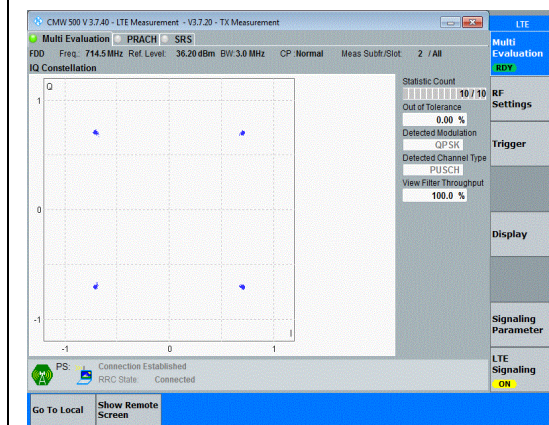 CMW 500 V 3.7.40 - LTE Measurement - V3.7.20 - TX Measurement
LTE
Multi Evaluation PRACH SRS
Multi
Evaluation
RDY
FDD Freq.: 714.5 MHz Ref. Level: 36.20 dBm BW: 3.0 MHz CP :Normal Meas Subfr./Slot: 2 / All
IQ Constellation
Q
1
0
-1
I
-1 0 1
Statistic Count
10 / 10
Out of Tolerance
0.00 %
Detected Modulation
QPSK
Detected Channel Type
PUSCH
View Filter Throughput
100.0 %
RF
Settings
Trigger
Display
Signaling
Parameter
LTE
Signaling
ON
PS: Connection Established
RRC State Connected
Go To Local
Show Remote
Screen